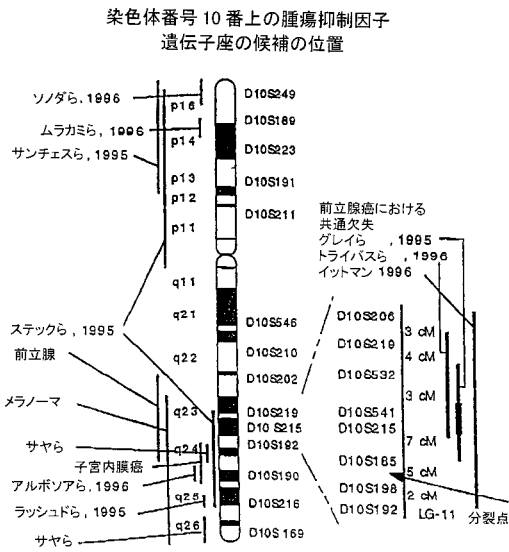 染色体番号10番上の腫瘍抑制因子
遺伝子座の候補の位置
ソノダら, 1996
ムラカミら, 1996
サンチェスら, 1995
ステックら, 1995
前立腺
メラノーマ
サヤら
子宮内膜癌
アルボソアら, 1996
ラッシュドら, 1995
サヤら
p16
p14
p13
p12
p11
q11
q21
q22
q23
q24
q25
q26
D10S249
D10S189
D10S223
D10S191
D10S211
D10S546
D10S210
D10S202
D10S219
D10S215
D10S192
D10S190
D10S216
D10S169
前立腺癌における
共通欠失
グレイら , 1995
トライバスら , 1996
イットマン 1996
D10S206
3 cM
D10S219
4 cM
D10S532
3 cM
D10S541
D10S215
7 cM
D10S185
5 cM
D10S198
2 cM
D10S192
LG-11
分裂点